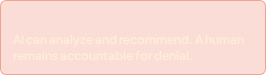 AI can analyze and recommend. A human
remains accountable for denial.